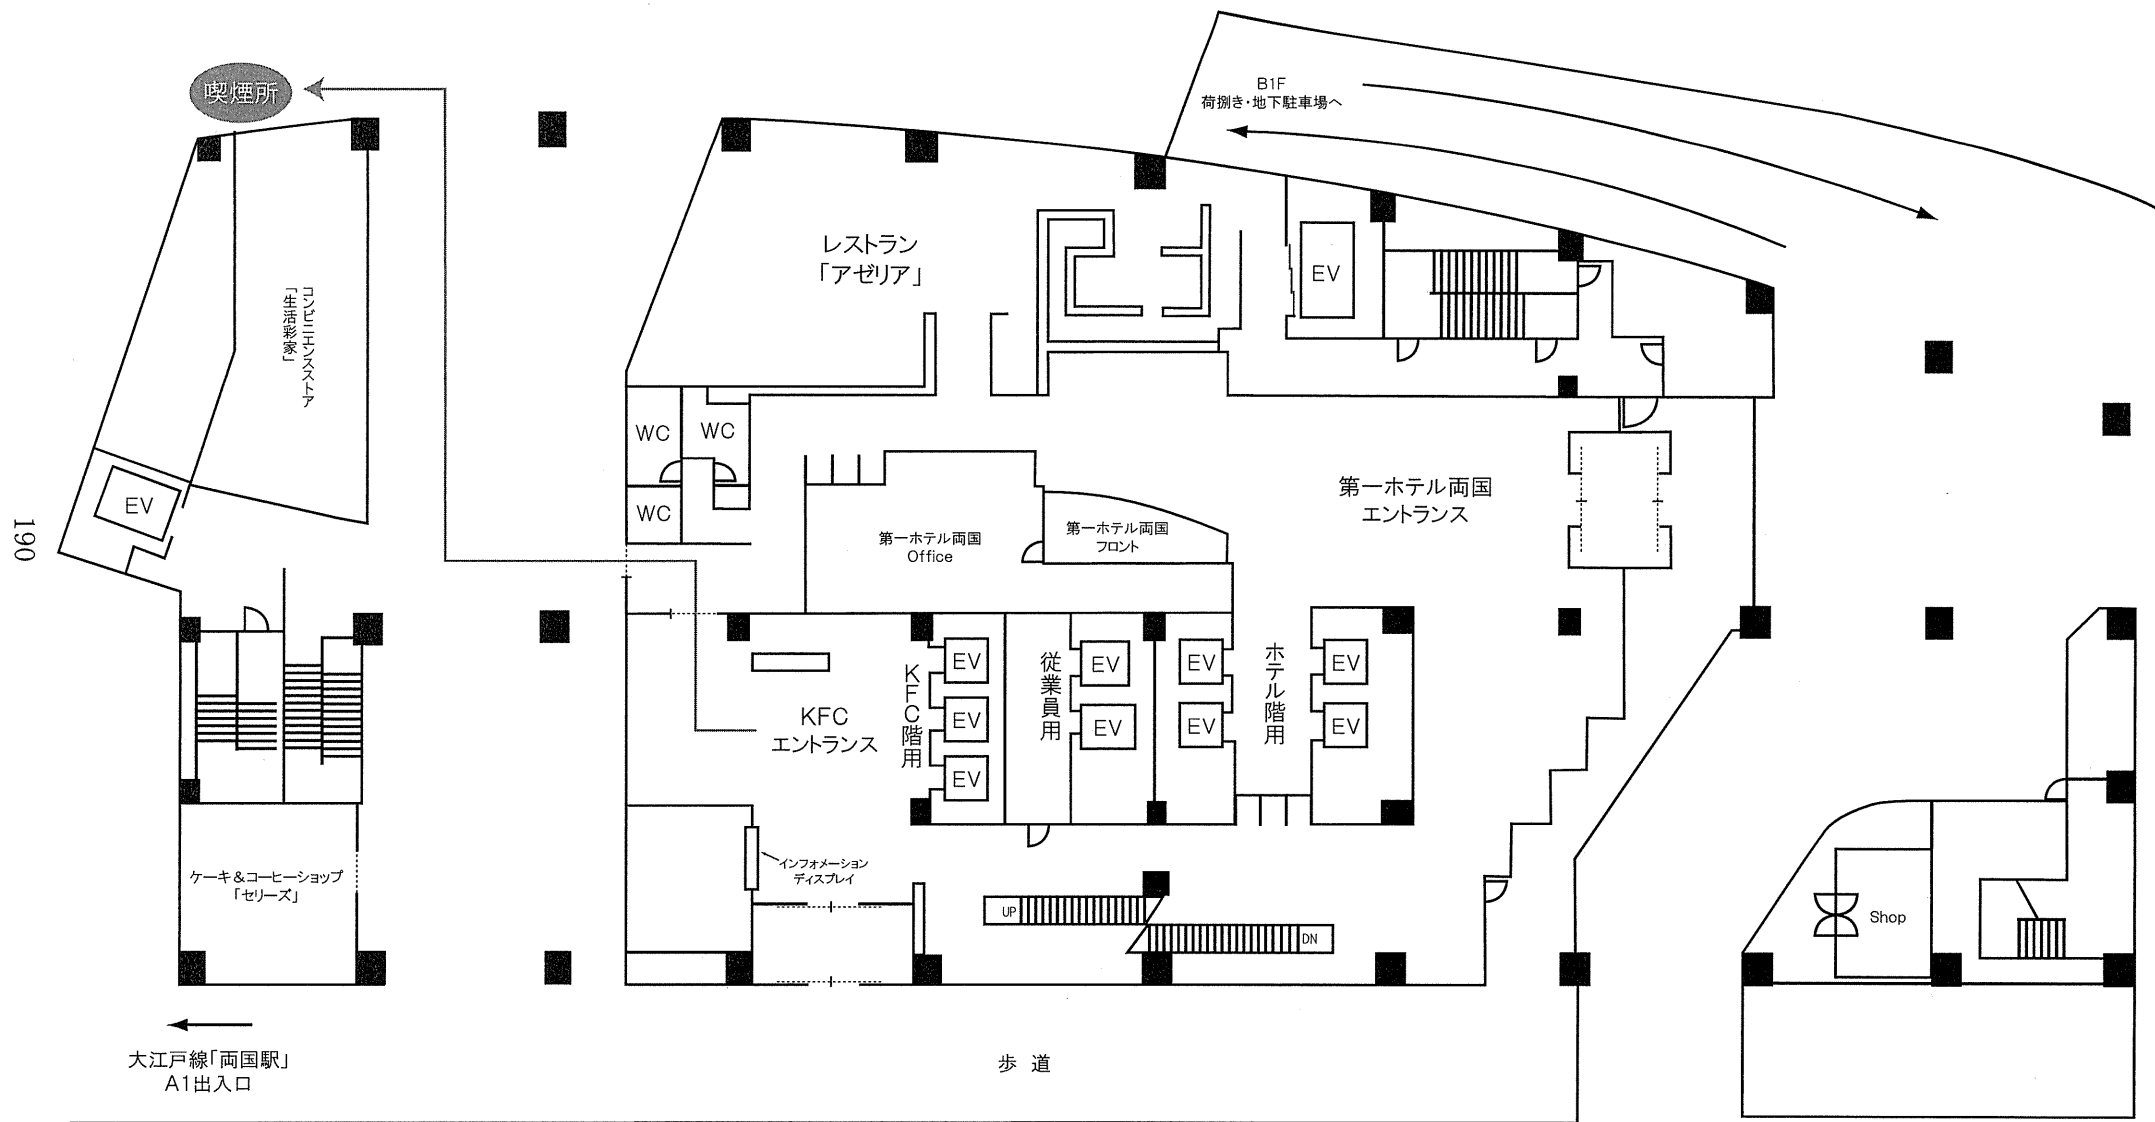 喫煙所
B1F
荷捌き・地下駐車場へ
レストラン
「アゼリア」
EV
コンビニエンスストア
「生活彩家」
WC
WC
WC
EV
第一ホテル両国
エントランス
第一ホテル両国
Office
第一ホテル両国
フロント
190
KFC
エントランス
KFC階用
EV
EV
EV
従業員用
EV
EV
EV
EV
ホテル階用
EV
EV
インフォメーション
ディスプレイ
ケーキ&コーヒーショップ
「セリーズ」
UP
DN
Shop
大江戸線「両国駅」
A1出入口
歩道